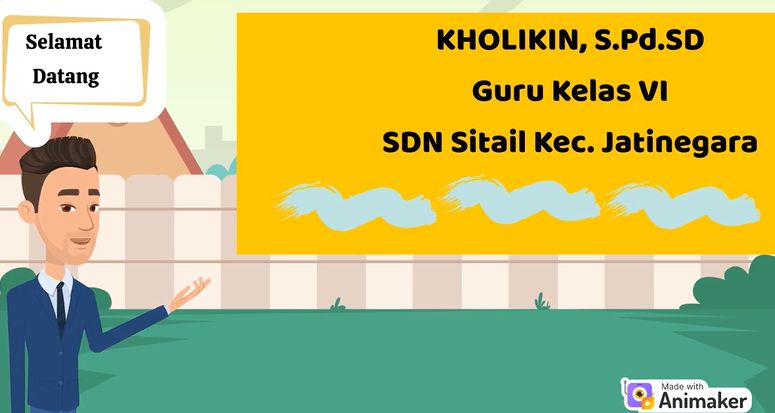 Selamat
Datang
KHOLIKIN, S.Pd.SD
Guru Kelas VI
SDN Sitail Kec. Jatinegara
Made with
Animaker